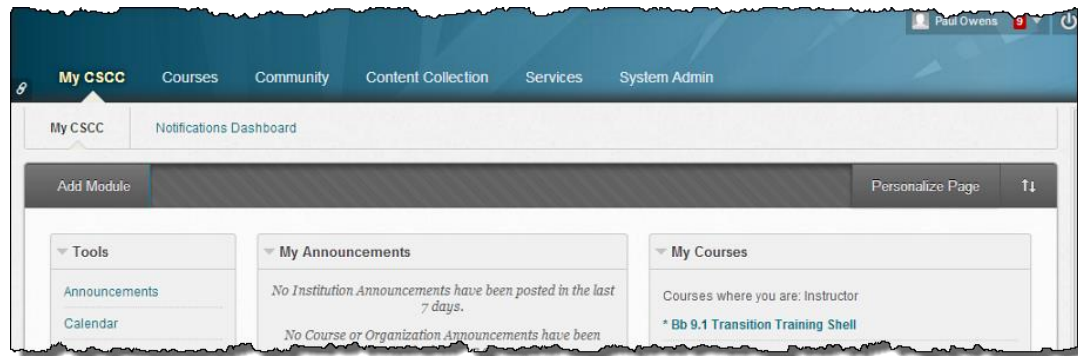 Paul Owens 9
My CSCC Courses Community Content Collection Services System Admin
My CSCC Notifications Dashboard
Add Module Personalize Page
Tools
Announcements
Calendar
My Announcements
No Institution Announcements have been posted in the last
7 days.
No Course or Organization Announcements have been
My Courses
Courses where you are: Instructor
* Bb 9.1 Transition Training Shell